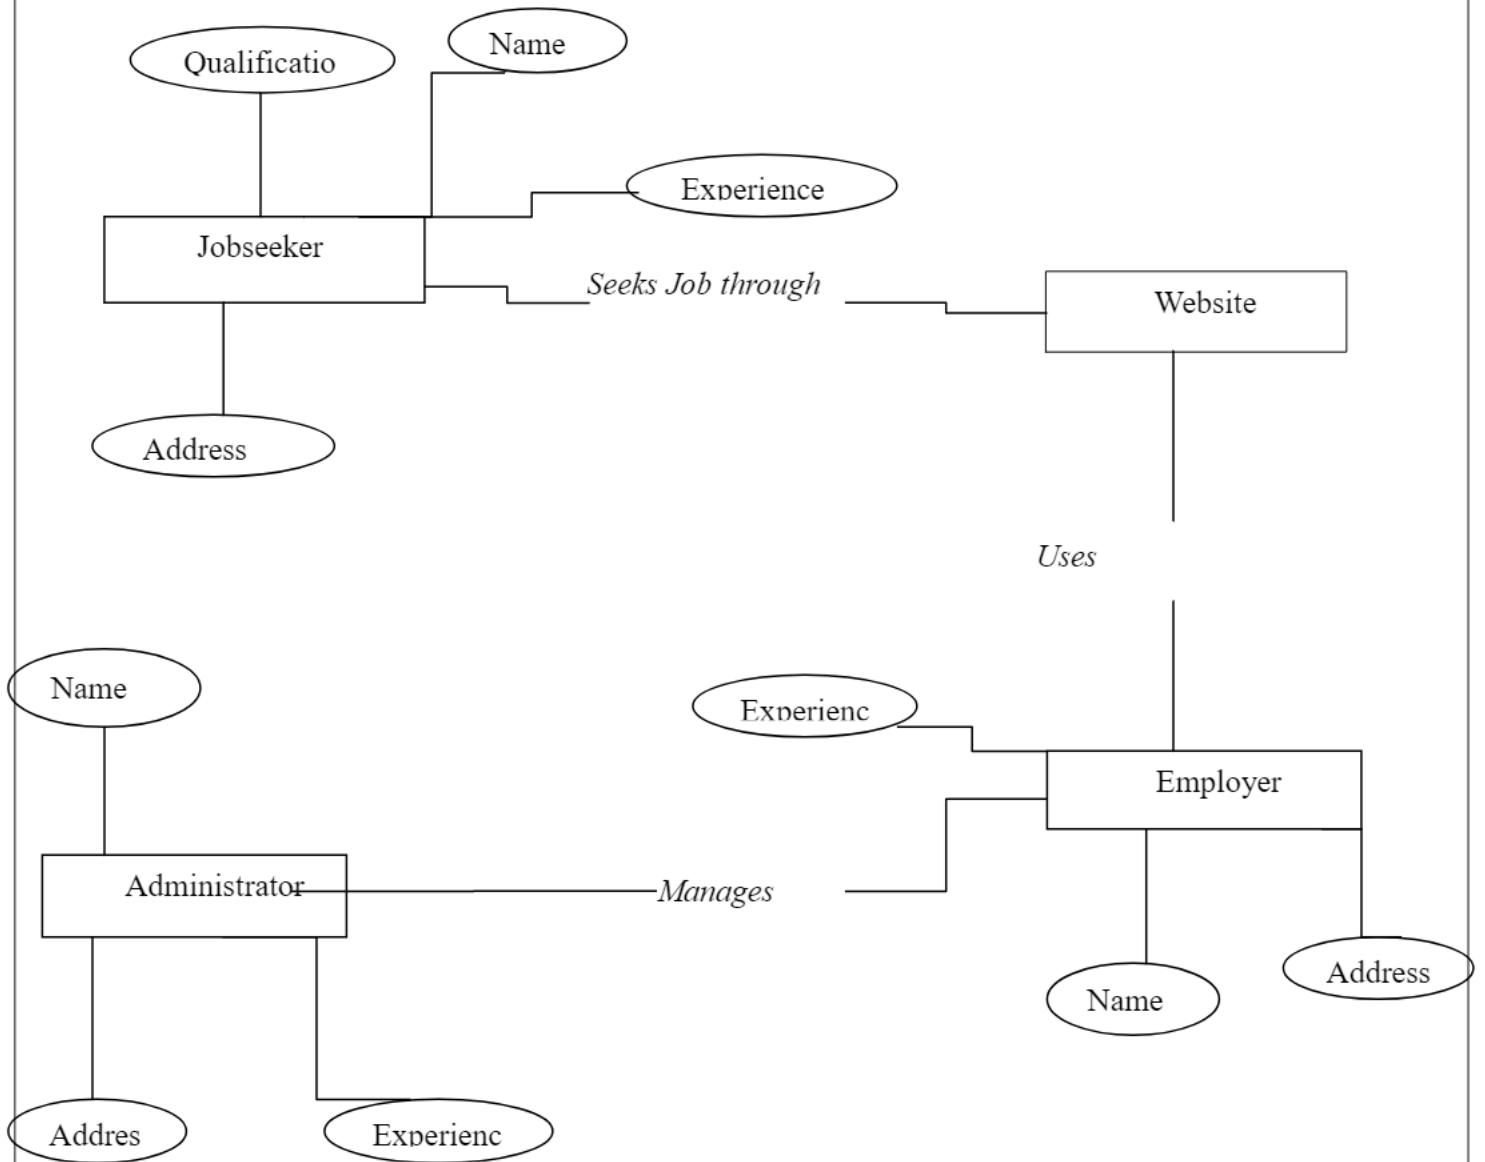 Name
Qualificatio
Experience
Jobseeker
Seeks Job through
Website
Address
Uses
Name
Experienc
Employer
Administrator
Manages
Address
Name
Addres
Experienc